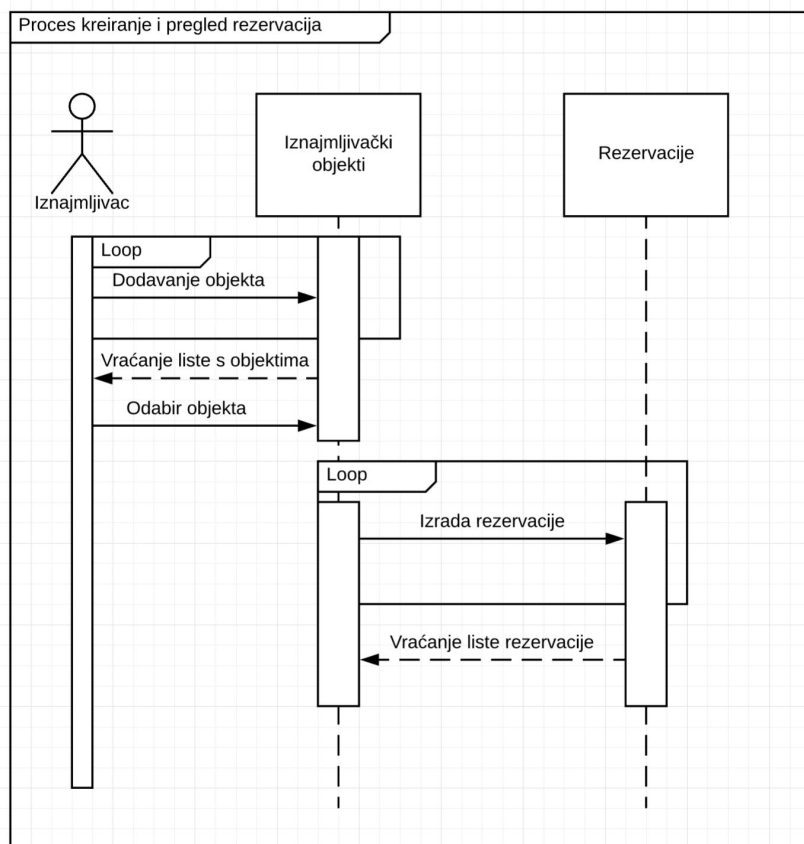 Proces kreiranje i pregled rezervacija
Iznajmljivački
objekti
Rezervacije
Iznajmljivac
Loop
Dodavanje objekta
Vraćanje liste s objektima
Odabir objekta
Loop
Izrada rezervacije
Vraćanje liste rezervacije